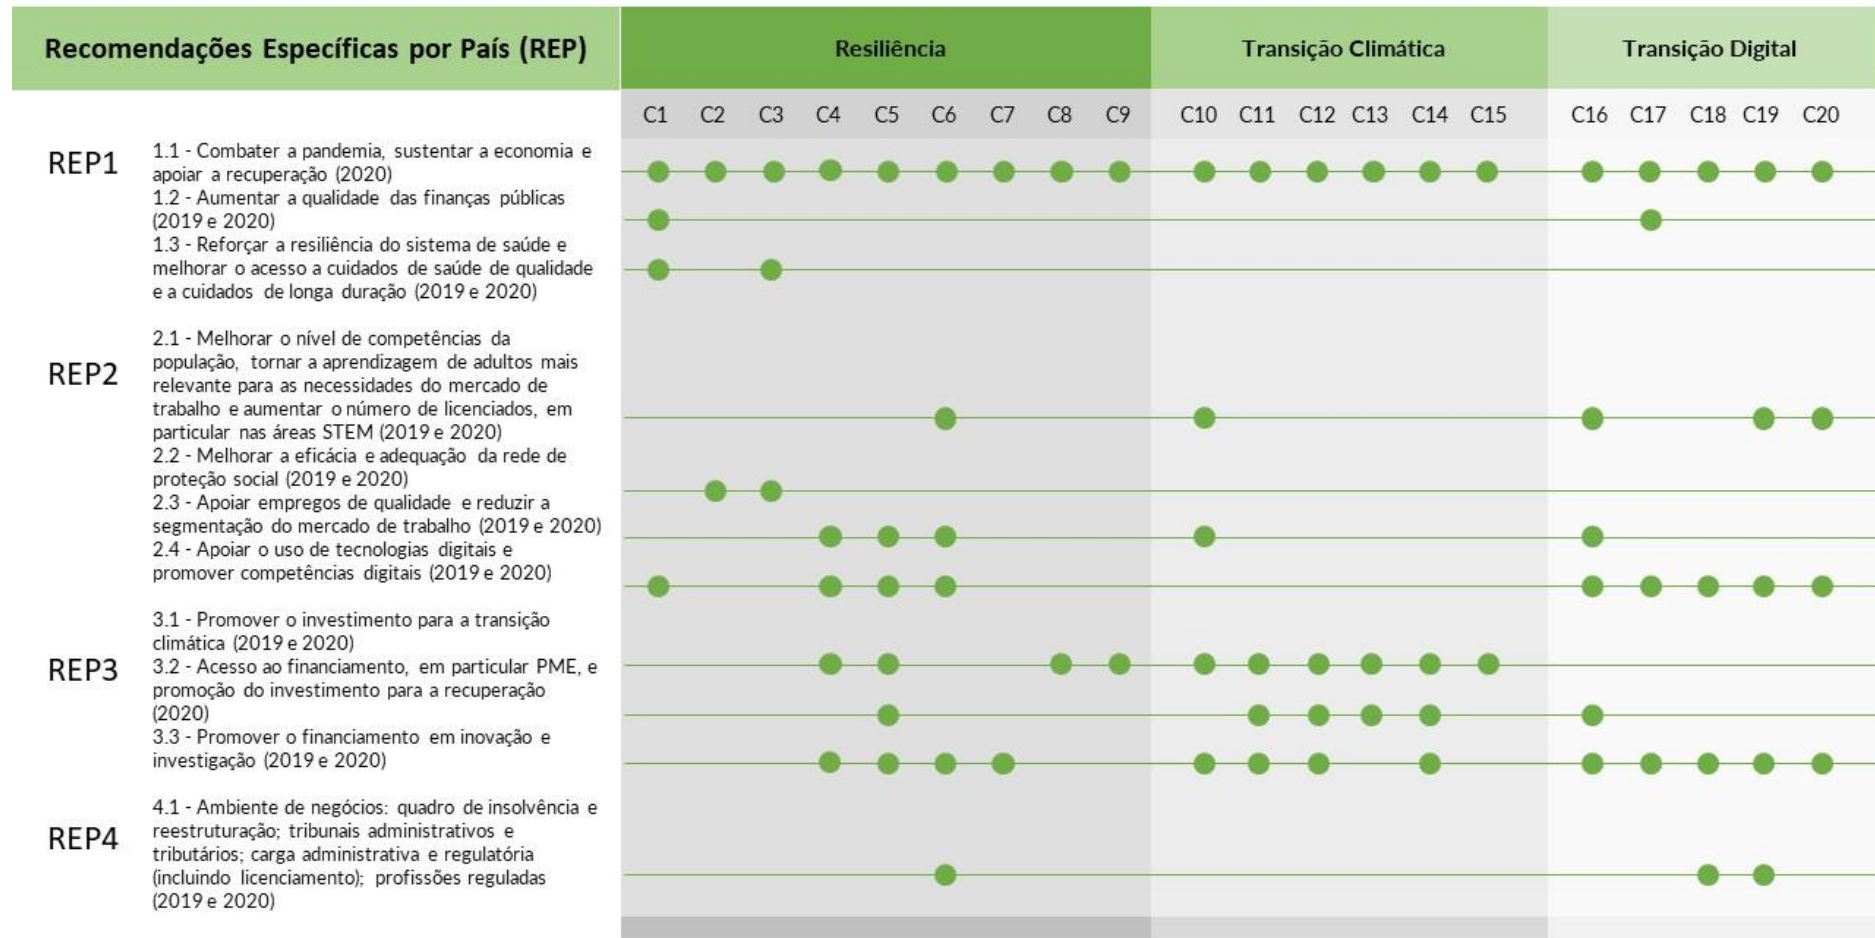 Recomendações Específicas por País (REP)
Resiliência
Transição Climática
Transição Digital
C1 C2 C3 C4 C5 C6 C7 C8 C9 C10 C11 C12 C13 C14 C15 C16 C17 C18 C19 C20
REP1
1.1 - Combater a pandemia, sustentar a economia e
apoiar a recuperação (2020)
1.2 - Aumentar a qualidade das finanças públicas
(2019 e 2020)
1.3 - Reforçar a resiliência do sistema de saúde e
melhorar o acesso a cuidados de saúde de qualidade
e a cuidados de longa duração (2019 e 2020)
REP2
2.1 - Melhorar o nível de competências da
população, tornar a aprendizagem de adultos mais
relevante para as necessidades do mercado de
trabalho e aumentar o número de licenciados, em
particular nas áreas STEM (2019 e 2020)
2.2 - Melhorar a eficácia e adequação da rede de
proteção social (2019 e 2020)
2.3 - Apoiar empregos de qualidade e reduzir a
segmentação do mercado de trabalho (2019 e 2020)
2.4 - Apoiar o uso de tecnologias digitais e
promover competências digitais (2019 e 2020)
REP3
3.1 - Promover o investimento para a transição
climática (2019 e 2020)
3.2 - Acesso ao financiamento, em particular PME, e
promoção do investimento para a recuperação
(2020)
3.3 - Promover o financiamento em inovação e
investigação (2019 e 2020)
REP4
4.1 - Ambiente de negócios: quadro de insolvência e
reestruturação; tribunais administrativos e
tributários; carga administrativa e regulatória
(incluindo licenciamento); profissões reguladas
(2019 e 2020)